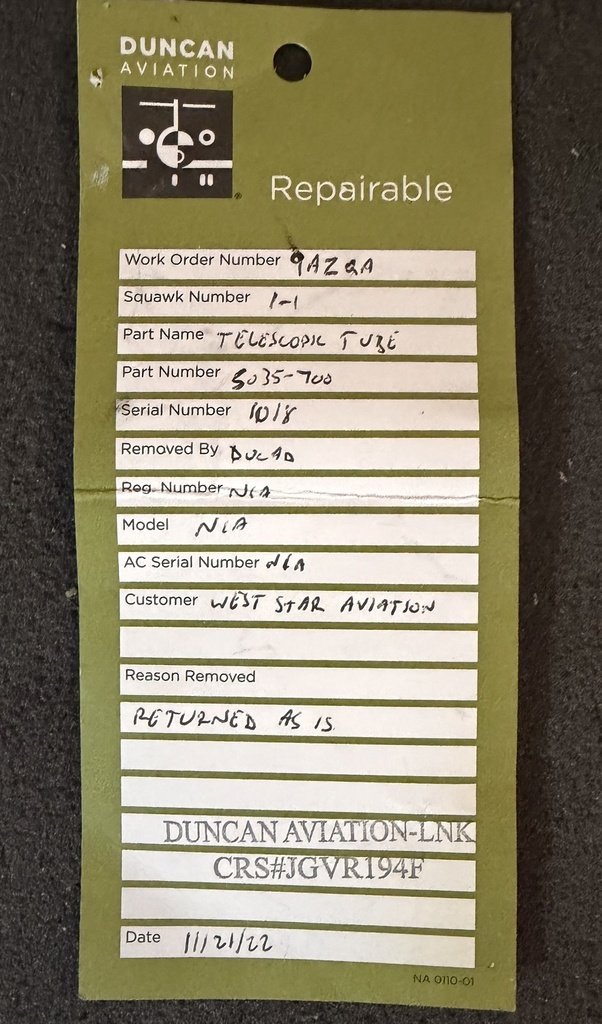 DUNCAN
AVIATION
Repairable
Work Order Number 9AZQA
Squawk Number 1-1
Part Name TELESCOPIC TUBE
Part Number 5035-700
Serial Number 1018
Removed By
Reg. Number N/A
Model N/A
AC Serial Number N/A
Customer WEST STAR AVIATION
Reason Removed
RETURNED AS IS
DUNCAN AVIATION-LNK
CRS#JGVR194F
Date 11/21/22
NA 0110-01